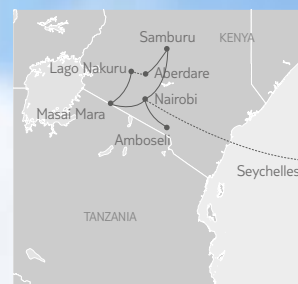 Samburu
KENYA
Lago Nakuru
Aberdare
Nairobi
Masai Mara
Amboseli
Seychelles
TANZANIA